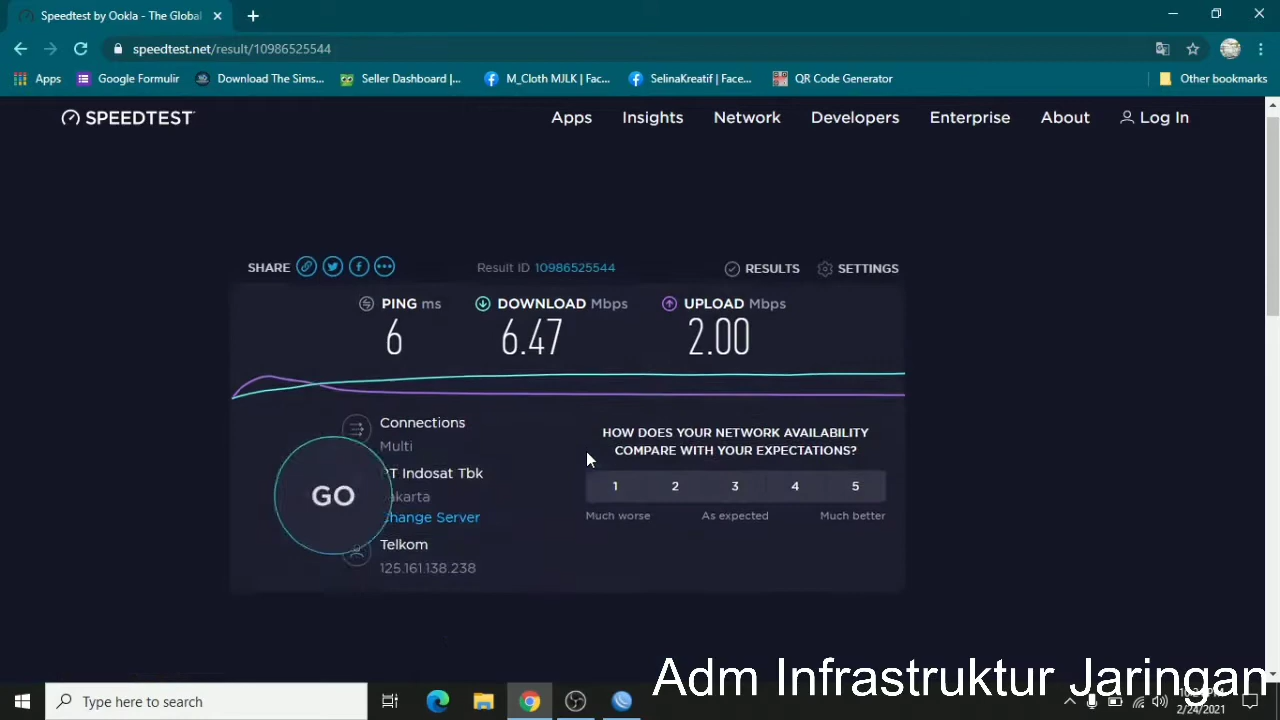 Speedtest by Ookla - The Global
speedtest.net/result/10986525544
Apps Google Formulir Download The Sims... Seller Dashboard |... M_Cloth MJLK | Fac... SelinaKreatif | Face... QR Code Generator Other bookmarks
SPEEDTEST Apps Insights Network Developers Enterprise About Log In
SHARE Result ID 10986525544 RESULTS SETTINGS
PING ms DOWNLOAD Mbps UPLOAD Mbps
6 6.47 2.00
Connections
Multi
HOW DOES YOUR NETWORK AVAILABILITY
COMPARE WITH YOUR EXPECTATIONS?
1 2 3 4 5
Much worse As expected Much better
GO
PT Indosat Tbk
Jakarta
Change Server
Telkom
125.161.138.238
Adm Infrastruktur Jaringan
Type here to search
2/24/2021